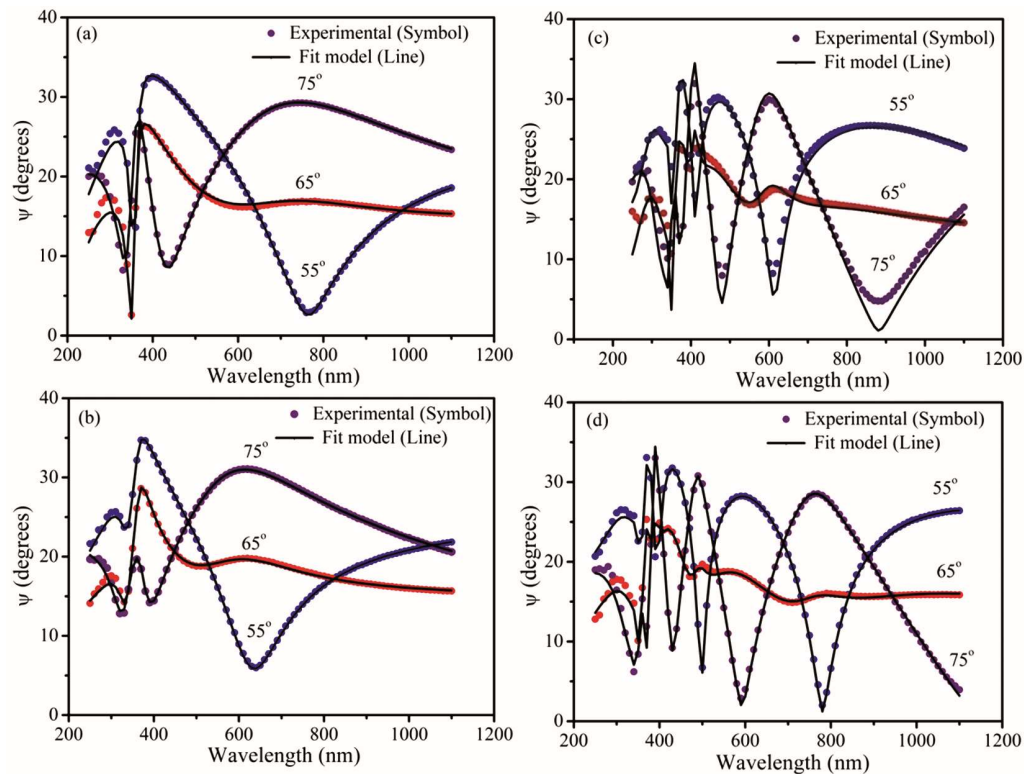 (a)
Experimental (Symbol)
Fit model (Line)
75°
65°
55°
ψ (degrees)
40
30
20
10
0
200 400 600 800 1000 1200
Wavelength (nm)
(c)
Experimental (Symbol)
Fit model (Line)
55°
65°
75°
ψ (degrees)
40
30
20
10
0
200 400 600 800 1000 1200
Wavelength (nm)
(b)
Experimental (Symbol)
Fit model (Line)
75°
65°
55°
ψ (degrees)
40
30
20
10
0
200 400 600 800 1000 1200
Wavelength (nm)
(d)
Experimental (Symbol)
Fit model (Line)
55°
65°
75°
ψ (degrees)
40
30
20
10
0
200 400 600 800 1000 1200
Wavelength (nm)